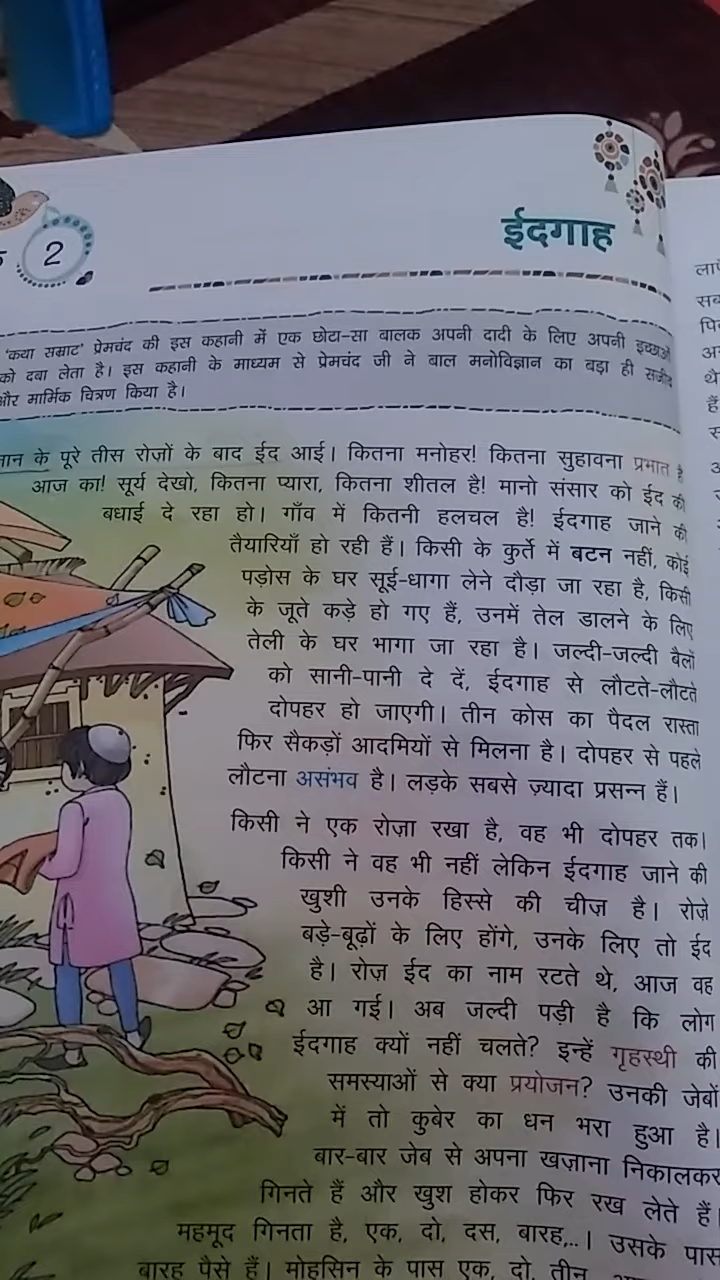 2
ईदगाह
'कथा सम्राट' प्रेमचंद की इस कहानी में एक छोटा-सा बालक अपनी दादी के लिए अपनी इच्छाओं
को दबा लेता है। इस कहानी के माध्यम से प्रेमचंद जी ने बाल मनोविज्ञान का बड़ा ही सजीव
और मार्मिक चित्रण किया है।
के पूरे तीस रोज़ों के बाद ईद आई। कितना मनोहर! कितना सुहावना प्रभात है
आज का! सूर्य देखो, कितना प्यारा, कितना शीतल है! मानो संसार को ईद की
बधाई दे रहा हो। गाँव में कितनी हलचल है! ईदगाह जाने की
तैयारियाँ हो रही हैं। किसी के कुर्ते में बटन नहीं, कोई
पड़ोस के घर सूई-धागा लेने दौड़ा जा रहा है, किसी
के जूते कड़े हो गए हैं, उनमें तेल डालने के लिए
तेली के घर भागा जा रहा है। जल्दी-जल्दी बैलों
को सानी-पानी दे दें, ईदगाह से लौटते-लौटते
दोपहर हो जाएगी। तीन कोस का पैदल रास्ता
फिर सैकड़ों आदमियों से मिलना है। दोपहर से पहले
लौटना असंभव है। लड़के सबसे ज़्यादा प्रसन्न हैं।
किसी ने एक रोज़ा रखा है, वह भी दोपहर तक।
किसी ने वह भी नहीं लेकिन ईदगाह जाने की
खुशी उनके हिस्से की चीज़ है। रोज़े
बड़े-बूढ़ों के लिए होंगे, उनके लिए तो ईद
है। रोज़ ईद का नाम रटते थे, आज वह
आ गई। अब जल्दी पड़ी है कि लोग
ईदगाह क्यों नहीं चलते? इन्हें गृहस्थी की
समस्याओं से क्या प्रयोजन? उनकी जेबों
में तो कुबेर का धन भरा हुआ है।
बार-बार जेब से अपना खज़ाना निकालकर
गिनते हैं और खुश होकर फिर रख लेते हैं।
महमूद गिनता है, एक, दो, दस, बारह,..। उसके पास
बारह पैसे हैं। मोहसिन के पास एक, दो, तीन